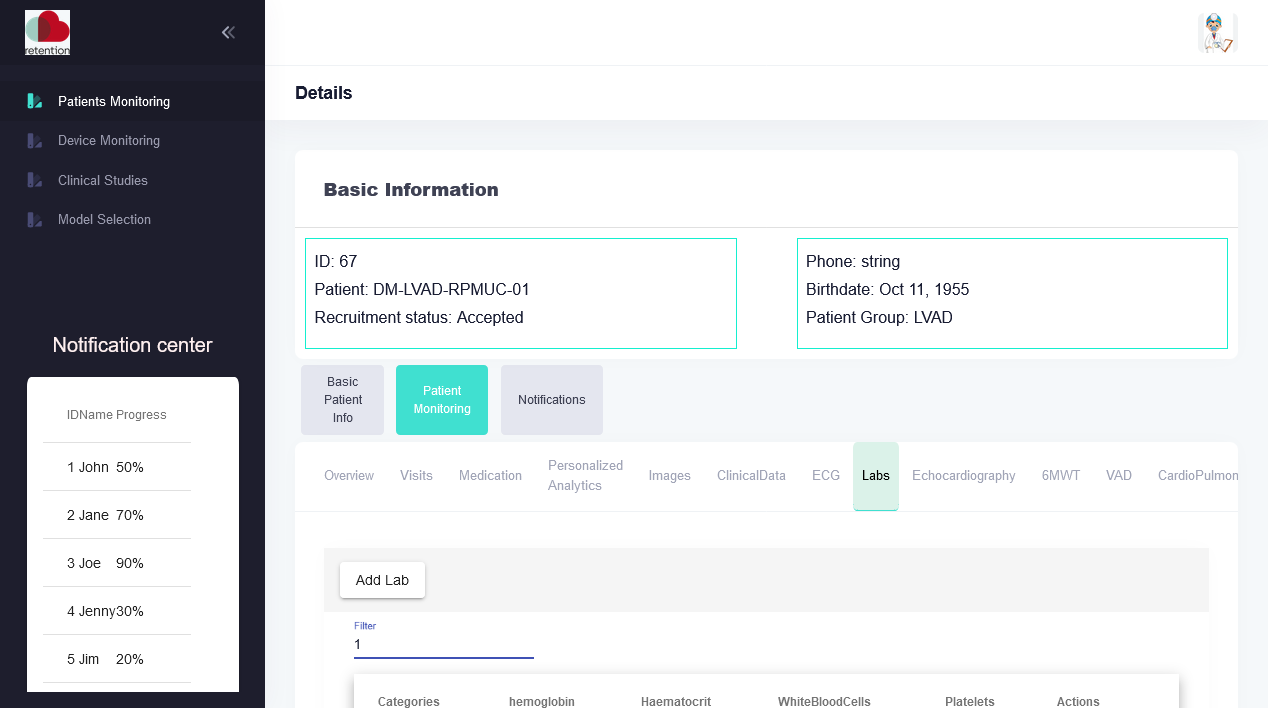 retention
Patients Monitoring
Device Monitoring
Clinical Studies
Model Selection
Notification center
IDName Progress
1 John 50%
2 Jane 70%
3 Joe 90%
4 Jenny30%
5 Jim 20%
Details
Basic Information
ID: 67
Patient: DM-LVAD-RPMUC-01
Recruitment status: Accepted
Phone: string
Birthdate: Oct 11, 1955
Patient Group: LVAD
Basic
Patient
Info
Patient
Monitoring
Notifications
Overview Visits Medication Personalized Analytics Images ClinicalData ECG Labs Echocardiography 6MWT VAD CardioPulmon
Add Lab
Filter
1
Categories hemoglobin Haematocrit WhiteBloodCells Platelets Actions